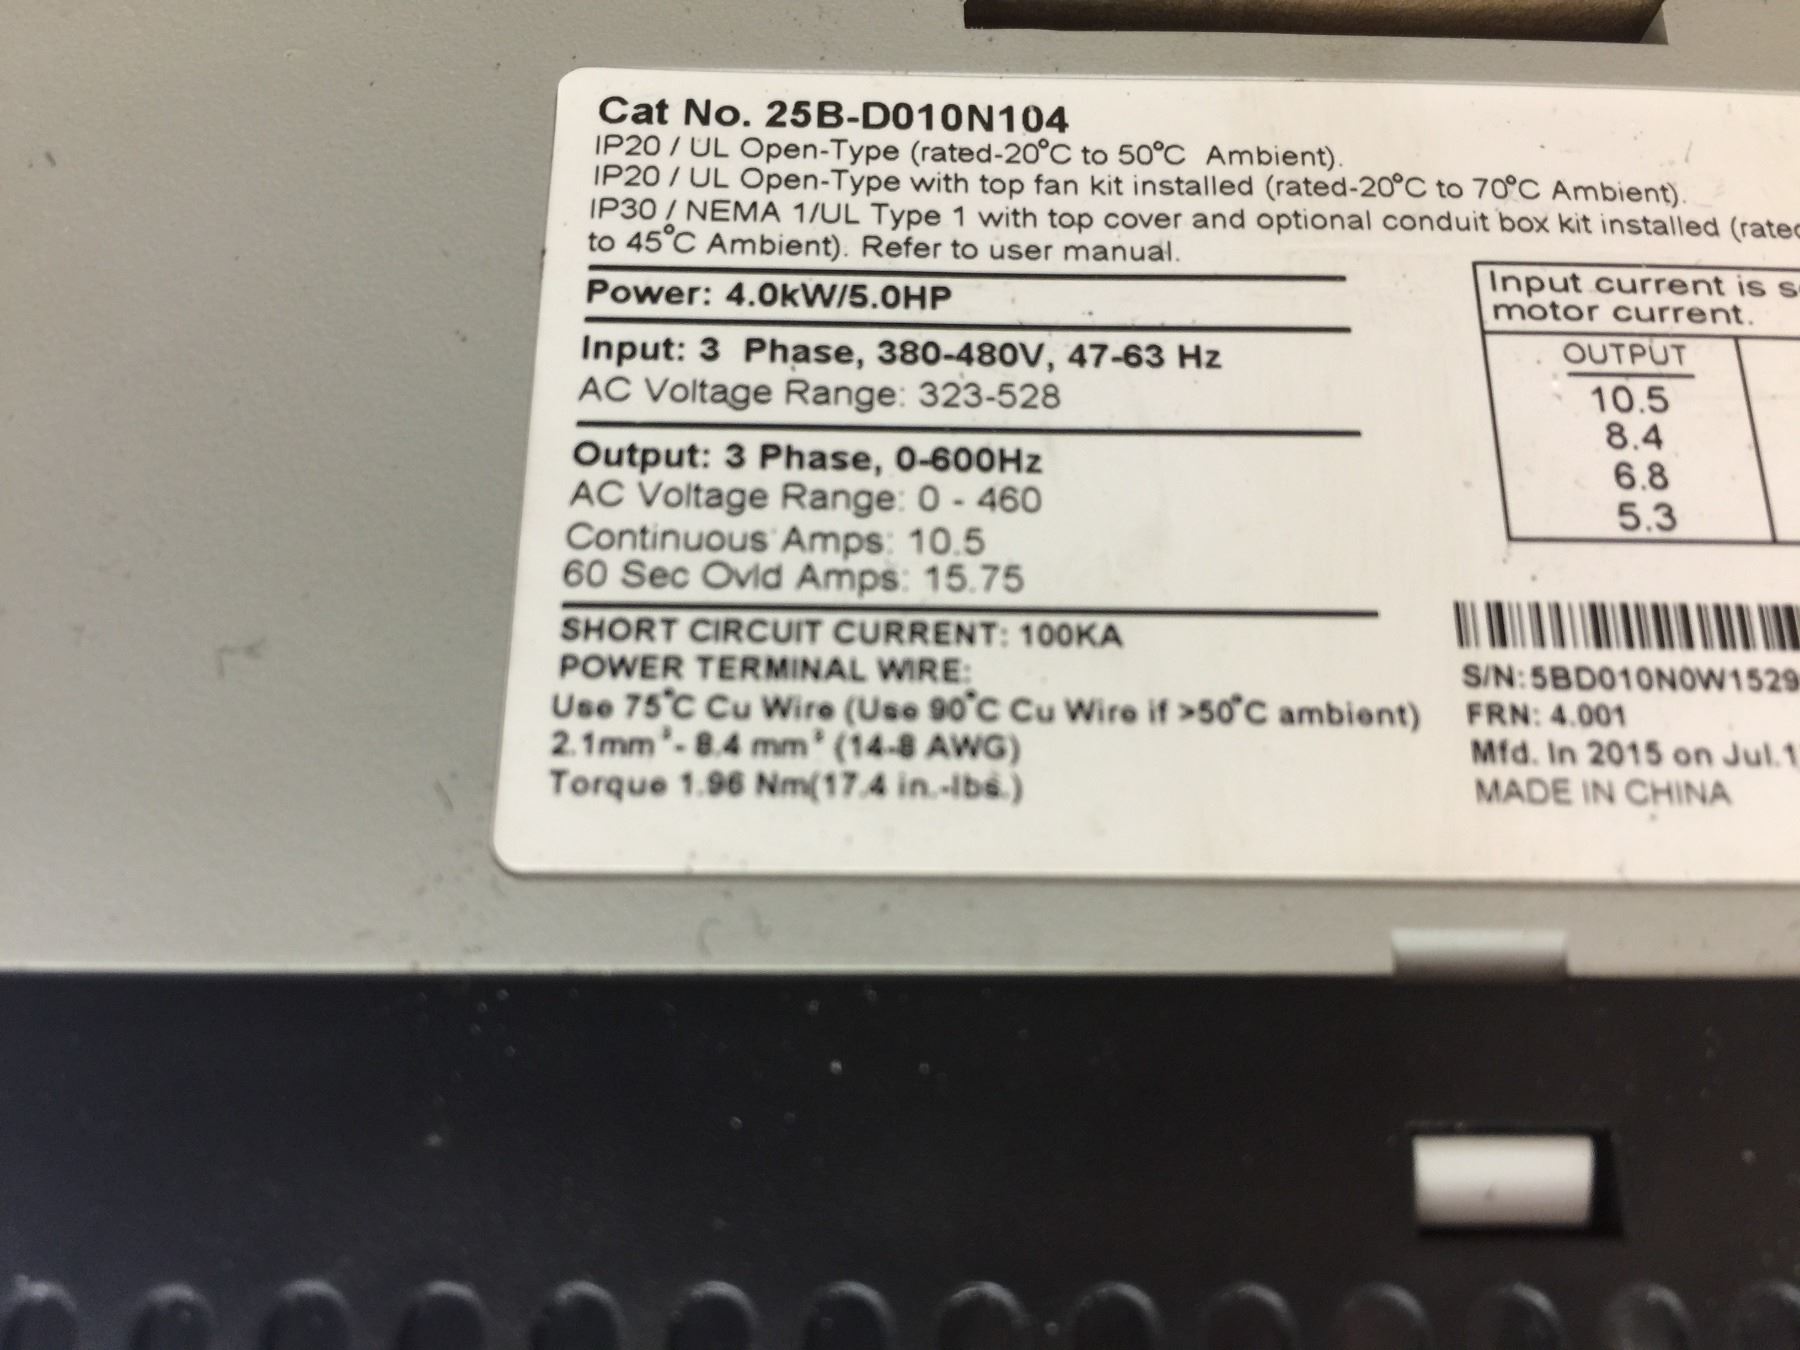 Cat No. 25B-D010N104
IP20 / UL Open-Type (rated-20°C to 50°C Ambient).
IP20 / UL Open-Type with top fan kit installed (rated-20°C to 70°C Ambient).
IP30 / NEMA 1/UL Type 1 with top cover and optional conduit box kit installed
to 45°C Ambient). Refer to user manual.
Power: 4.0kW/5.0HP
Input: 3 Phase, 380-480V, 47-63 Hz
AC Voltage Range: 323-528
Output: 3 Phase, 0-600Hz
AC Voltage Range: 0 - 460
Continuous Amps: 10.5
60 Sec Ovld Amps: 15.75
SHORT CIRCUIT CURRENT: 100KA
POWER TERMINAL WIRE:
Use 75°C Cu Wire (Use 90°C Cu Wire if >50°C ambient)
2.1mm² - 8.4 mm² (14-8 AWG)
Torque 1.96 Nm(17.4 in.-lbs.)
Input current is
motor current.
OUTPUT
10.5
8.4
6.8
5.3
S/N:5BD010N0W1529
FRN: 4.001
Mfd. In 2015 on Jul.1
MADE IN CHINA